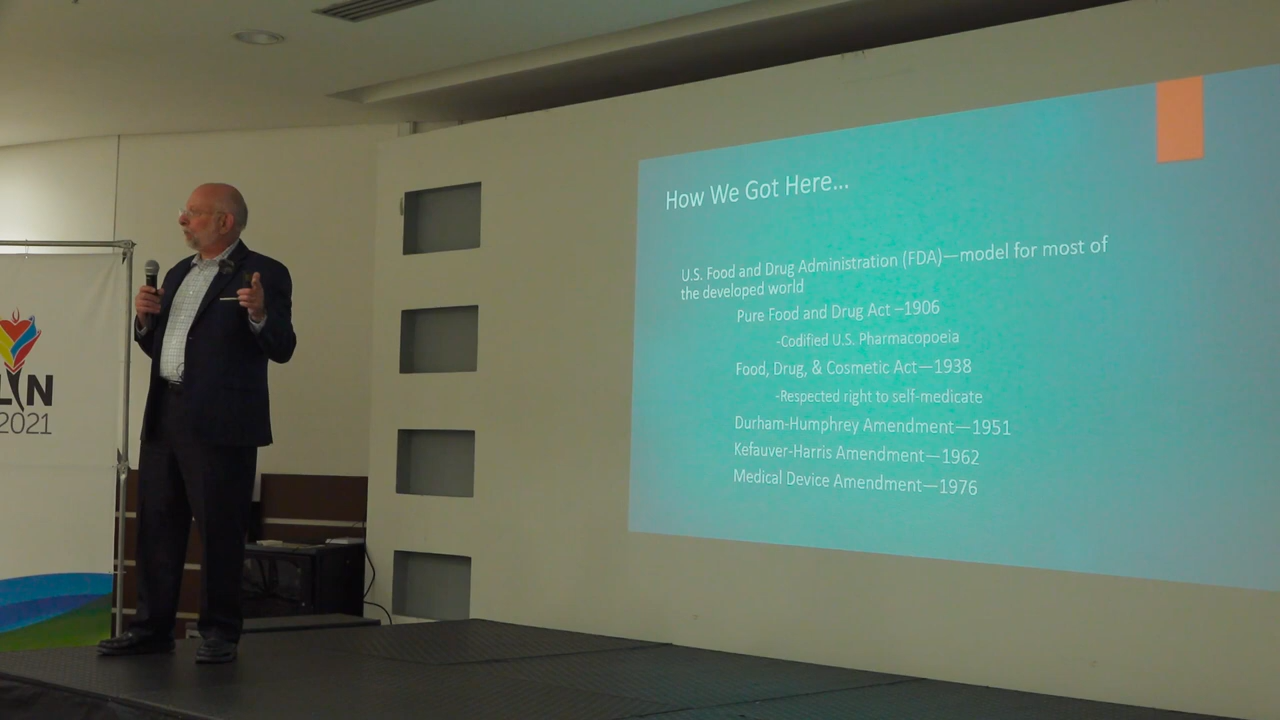 L N
2021
How We Got Here...
U.S. Food and Drug Administration (FDA)—model for most of
the developed world
Pure Food and Drug Act –1906
-Codified U.S. Pharmacopoeia
Food, Drug, & Cosmetic Act—1938
-Respected right to self-medicate
Durham-Humphrey Amendment—1951
Kefauver-Harris Amendment—1962
Medical Device Amendment—1976